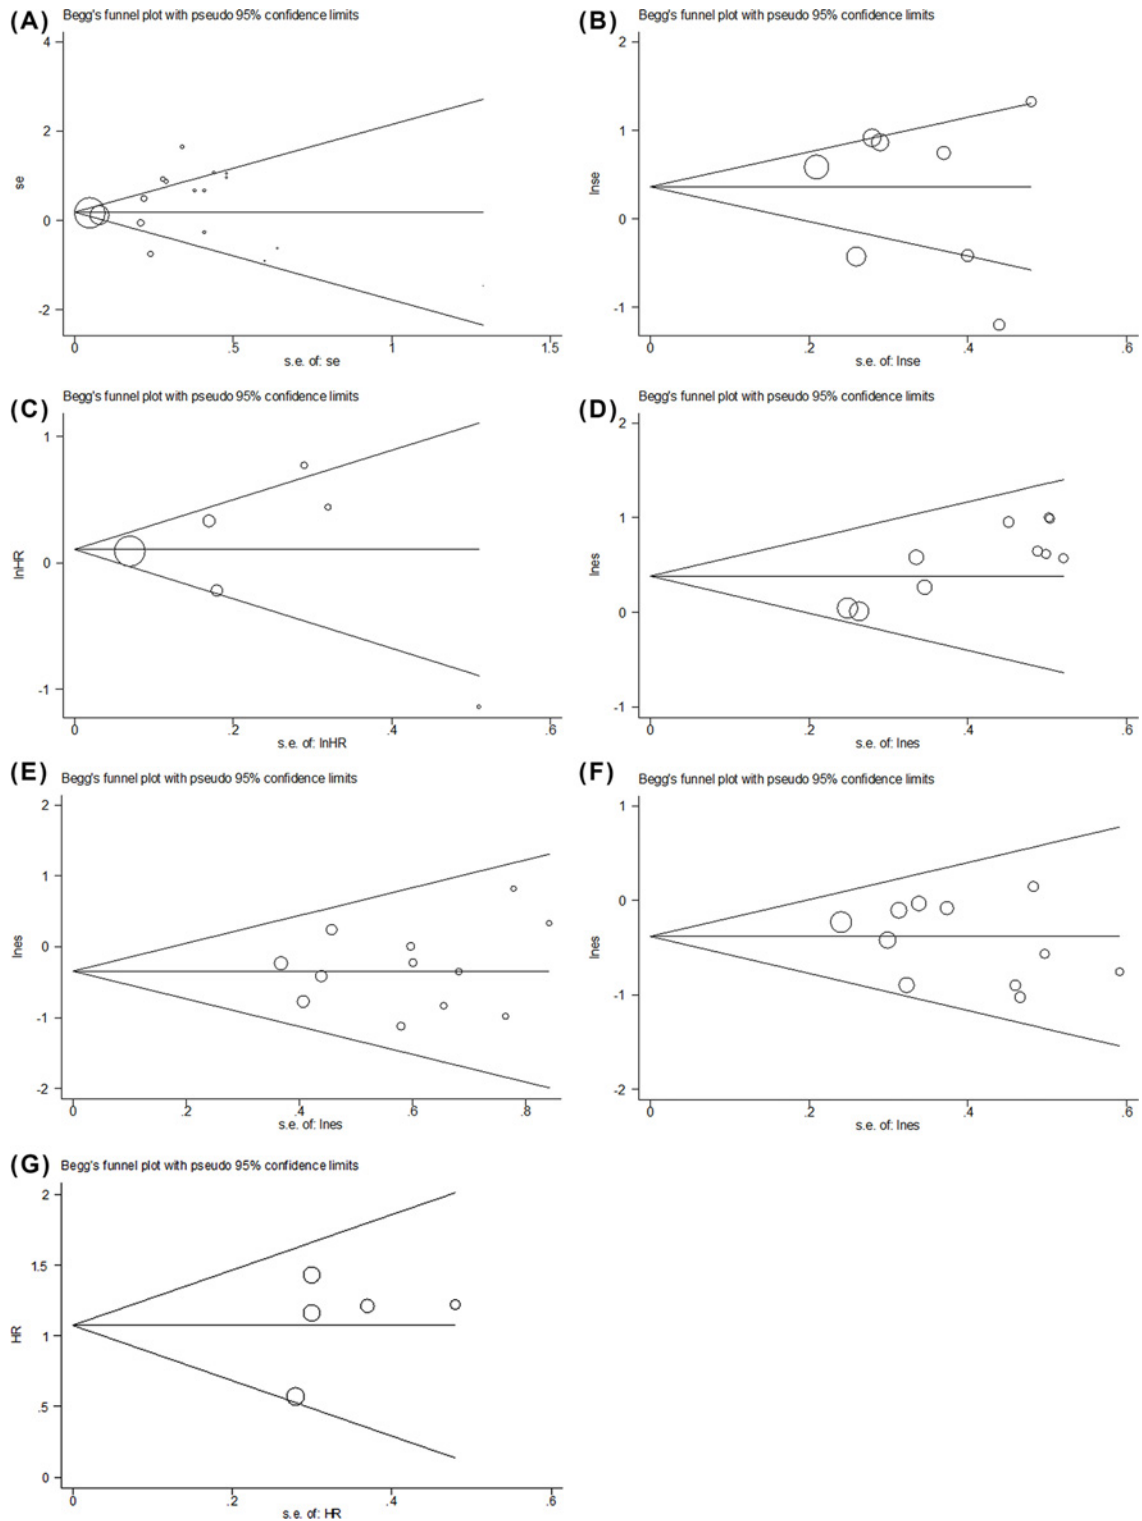 (A) Begg's funnel plot with pseudo 95% confidence limits
4
2
0
-2
se
0 .5 1 1.5
s.e. of: se
(B) Begg's funnel plot with pseudo 95% confidence limits
2
1
0
-1
lnse
0 .2 .4 .6
s.e. of: lnse
(C) Begg's funnel plot with pseudo 95% confidence limits
1
0
-1
lnHR
0 .2 .4 .6
s.e. of: lnHR
(D) Begg's funnel plot with pseudo 95% confidence limits
2
1
0
-1
lnes
0 .2 .4 .6
s.e. of: lnes
(E) Begg's funnel plot with pseudo 95% confidence limits
2
1
0
-1
-2
lnes
0 .2 .4 .6 .8
s.e. of: lnes
(F) Begg's funnel plot with pseudo 95% confidence limits
1
0
-1
-2
lnes
0 .2 .4 .6
s.e. of: lnes
(G) Begg's funnel plot with pseudo 95% confidence limits
2
1.5
1
.5
0
HR
0 .2 .4 .6
s.e. of: HR